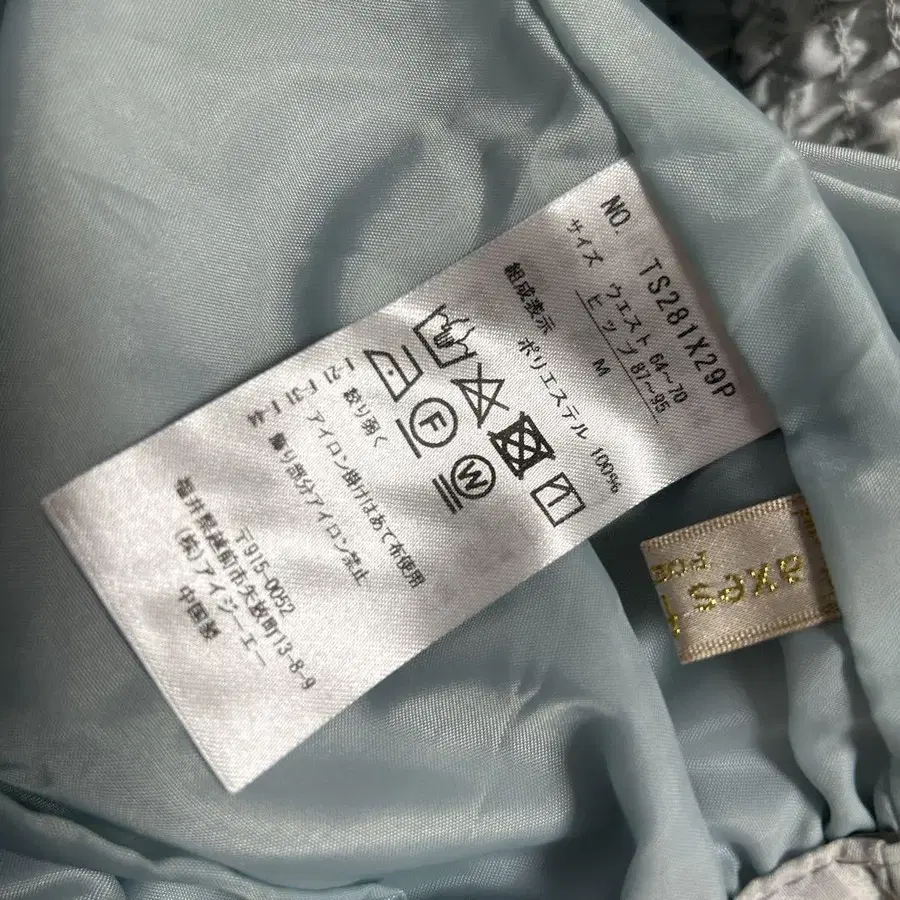 NO. TS281X29P
サイズ ウエスト 64〜70
ヒップ 87〜95
M
組成表示 ポリエステル 100%
F
W
絞り弱く
アイロン掛けはあて布使用
飾り部分アイロン禁止
〒915-0052
福井県越前市矢放町13-8-9
(株)アイジーエー
中国製
axes